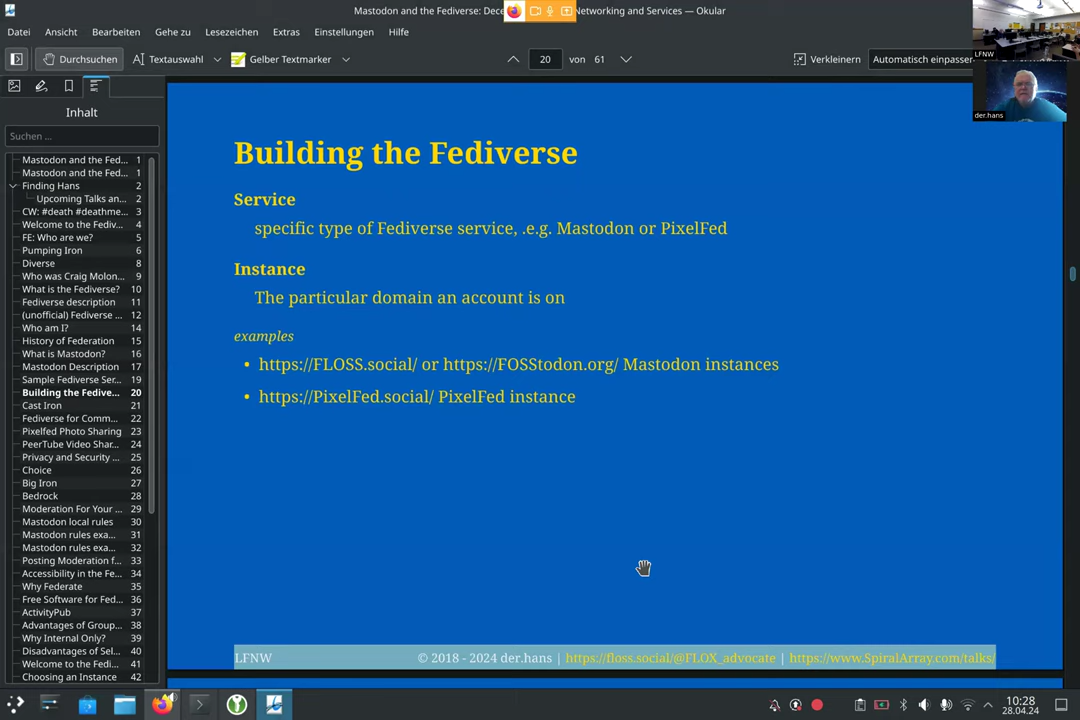 Mastodon and the Fediverse: Dece
Networking and Services — Okular
Datei Ansicht Bearbeiten Gehe zu Lesezeichen Extras Einstellungen Hilfe
Durchsuchen Textauswahl Gelber Textmarker 20 von 61 Verkleinern Automatisch einpassen
LFNW
der.hans
Inhalt
Suchen ...
Mastodon and the Fed... 1
Mastodon and the Fed... 1
Finding Hans 2
Upcoming Talks an... 2
CW: #death #deathme... 3
Welcome to the Fediv... 4
FE: Who are we? 5
Pumping Iron 6
Diverse 8
Who was Craig Molon... 9
What is the Fediverse? 10
Fediverse description 11
(unofficial) Fediverse ... 12
Who am I? 14
History of Federation 15
What is Mastodon? 16
Mastodon Description 17
Sample Fediverse Ser... 19
Building the Fedive... 20
Cast Iron 21
Fediverse for Comm... 22
Pixelfed Photo Sharing 23
PeerTube Video Shar... 24
Privacy and Security ... 25
Choice 26
Big Iron 27
Bedrock 28
Moderation For Your ... 29
Mastodon local rules 30
Mastodon rules exa... 31
Mastodon rules exa... 32
Posting Moderation f... 33
Accessibility in the Fe... 34
Why Federate 35
Free Software for Fed... 36
ActivityPub 37
Advantages of Group... 38
Why Internal Only? 39
Disadvantages of Sel... 40
Welcome to the Fedi... 41
Choosing an Instance 42
Building the Fediverse
Service
specific type of Fediverse service, .e.g. Mastodon or PixelFed
Instance
The particular domain an account is on
examples
• https://FLOSS.social/ or https://FOSStodon.org/ Mastodon instances
• https://PixelFed.social/ PixelFed instance
LFNW © 2018 - 2024 der.hans | https://floss.social/@FLOX_advocate | https://www.SpiralArray.com/talks/
10:28
28.04.24